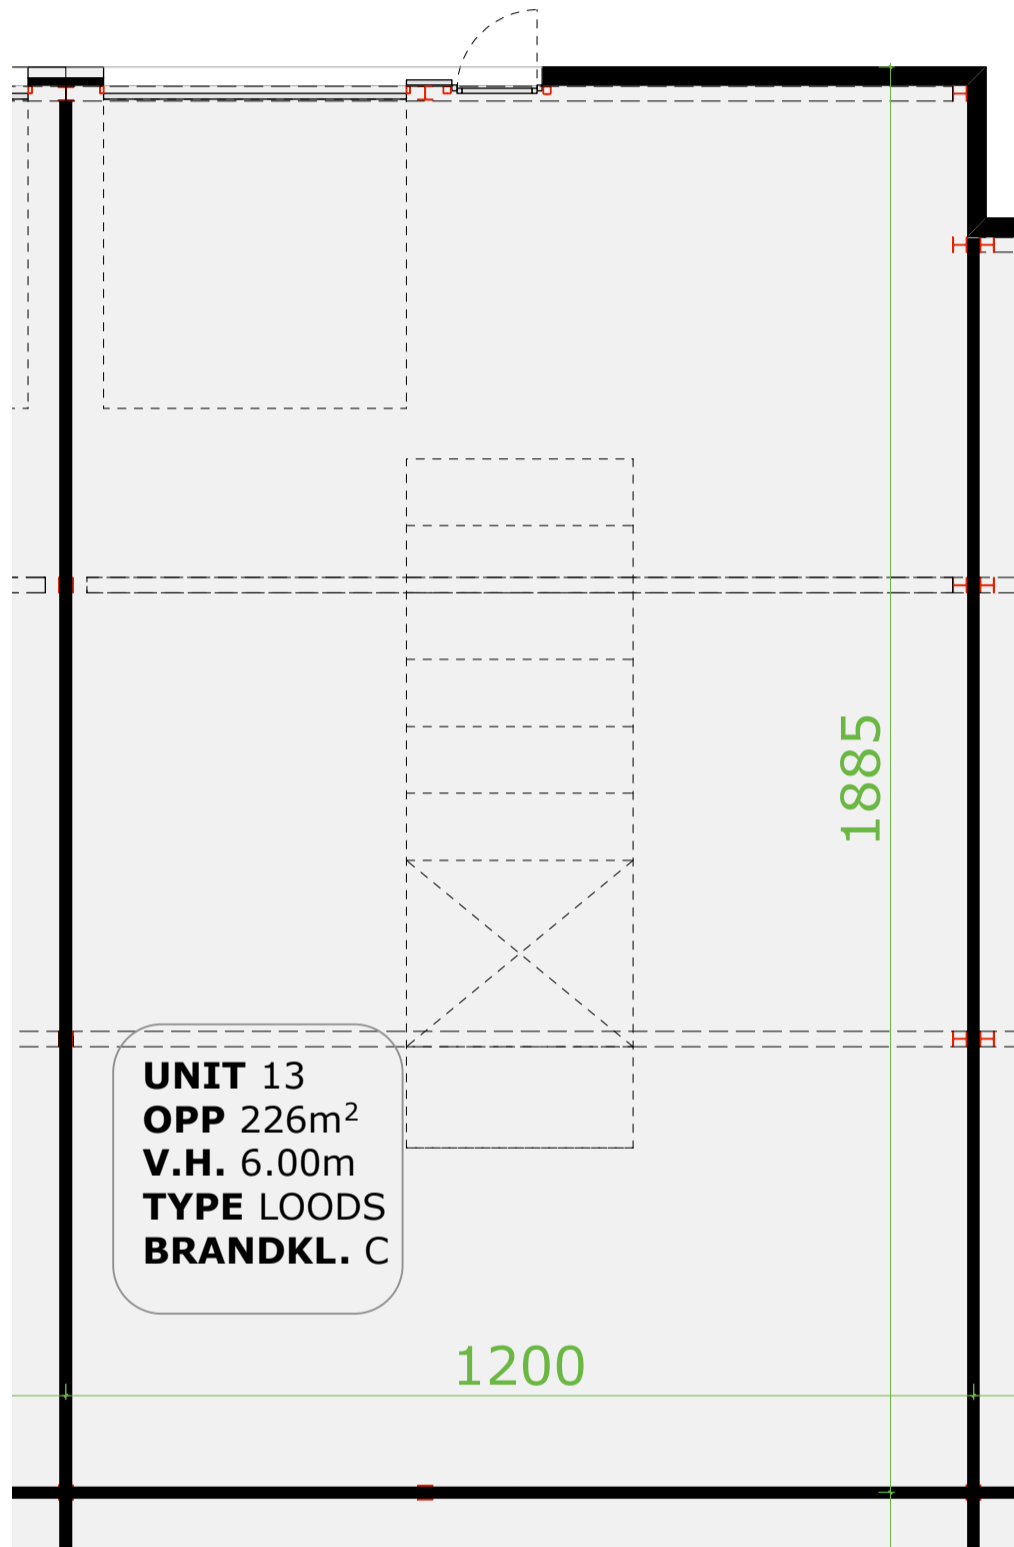 1885
UNIT 13
OPP 226m²
V.H. 6.00m
TYPE LOODS
BRANDKL. C
1200